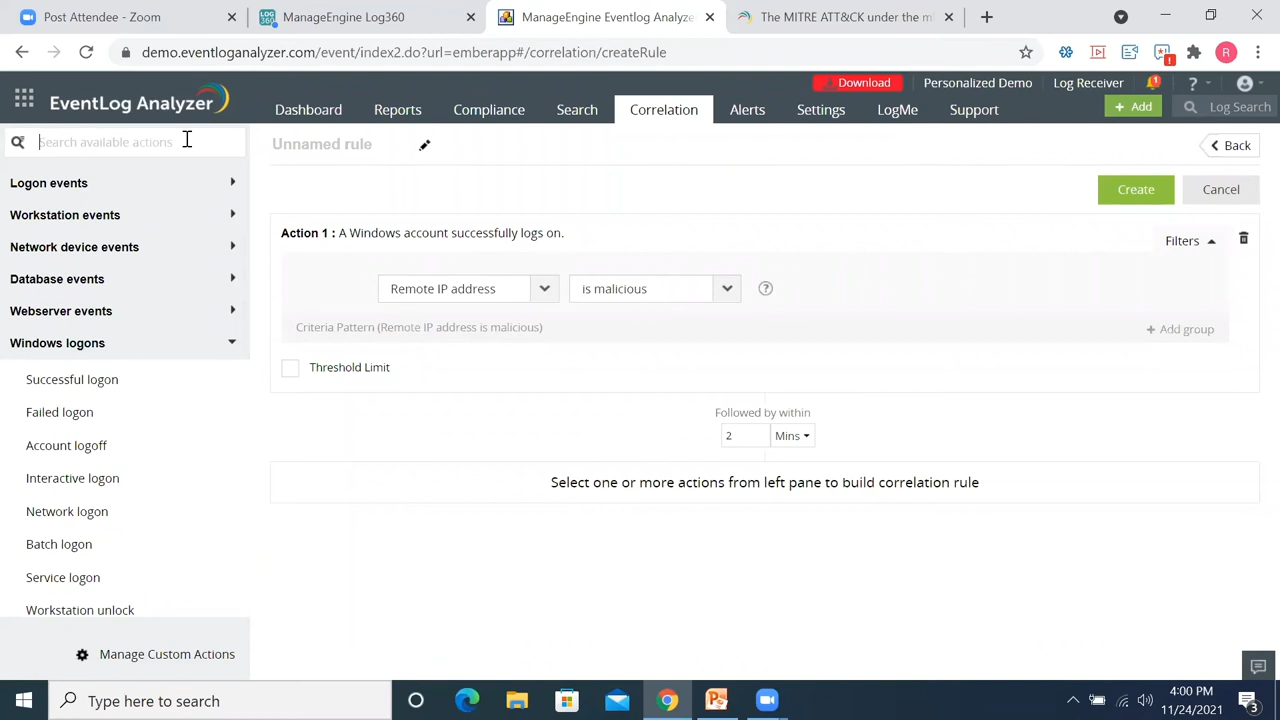 Post Attendee - Zoom
ManageEngine Log360
ManageEngine Eventlog Analyze
The MITRE ATT&CK under the mi
demo.eventloganalyzer.com/event/index2.do?url=emberapp#/correlation/createRule
R
EventLog Analyzer
Download
Personalized Demo
Log Receiver
1
?
Dashboard
Reports
Compliance
Search
Correlation
Alerts
Settings
LogMe
Support
+ Add
Log Search
Search available actions
Unnamed rule
Back
Logon events
Workstation events
Network device events
Database events
Webserver events
Windows logons
Successful logon
Failed logon
Account logoff
Interactive logon
Network logon
Batch logon
Service logon
Workstation unlock
Manage Custom Actions
Create
Cancel
Action 1 : A Windows account successfully logs on.
Filters
Remote IP address
is malicious
?
Criteria Pattern (Remote IP address is malicious)
+ Add group
Threshold Limit
Followed by within
2
Mins
Select one or more actions from left pane to build correlation rule
Type here to search
4:00 PM
11/24/2021
3